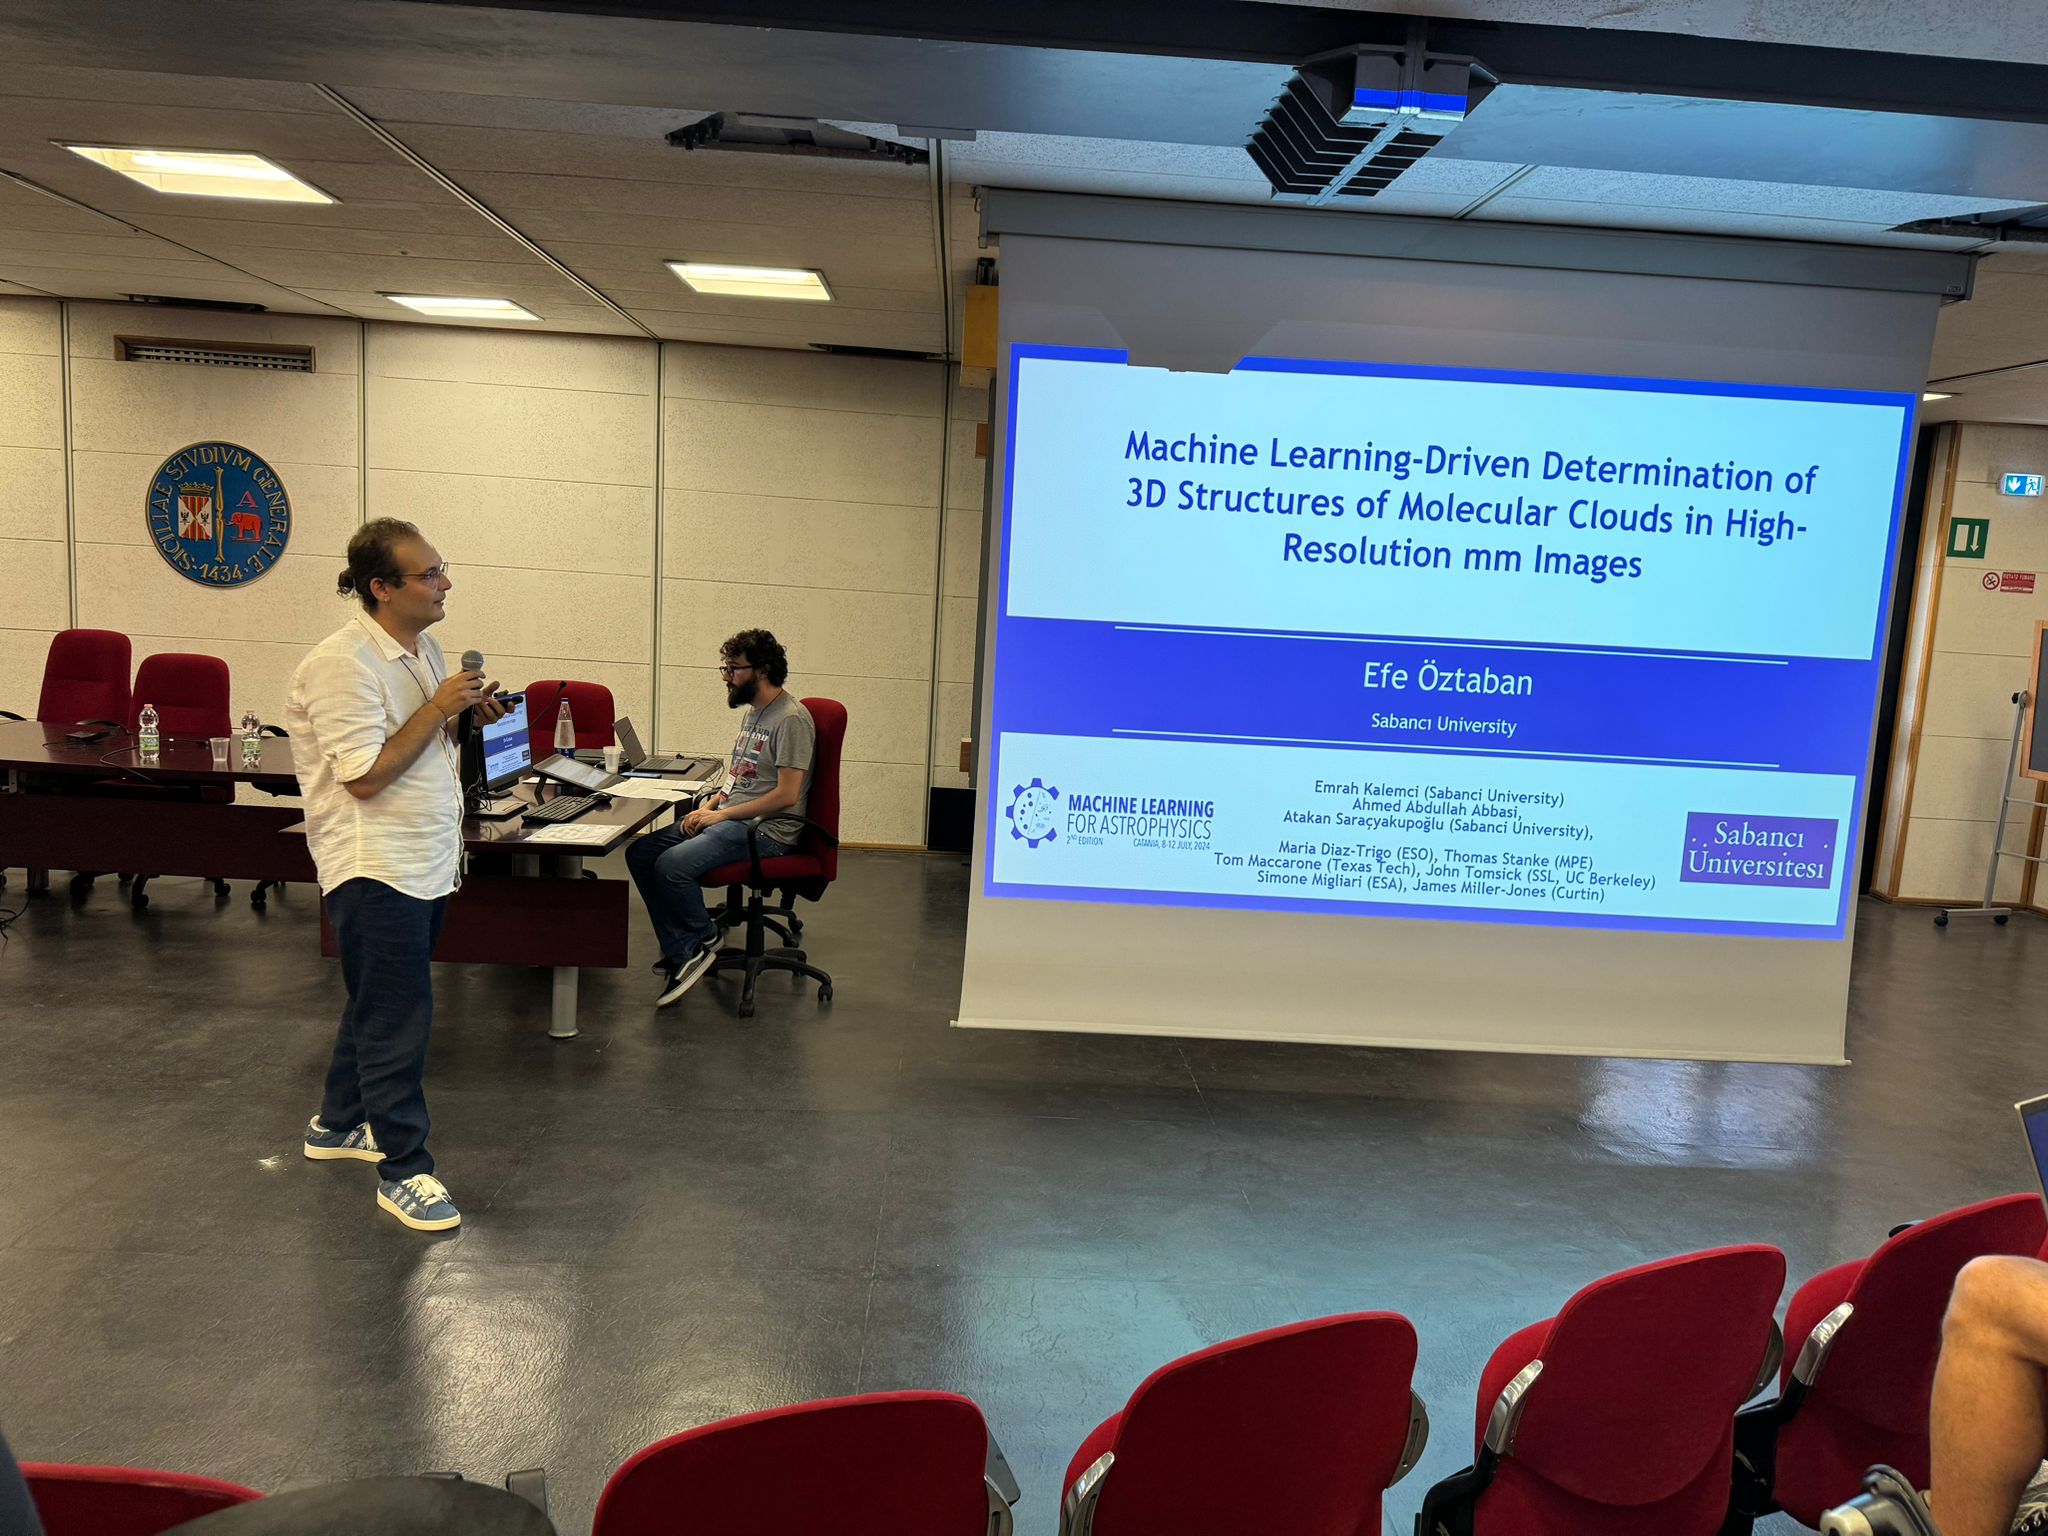 SICILIAE STVDIVM GENERALE
·1434·
A
Machine Learning-Driven Determination of
3D Structures of Molecular Clouds in High-
Resolution mm Images
Efe Öztaban
Sabancı University
MACHINE LEARNING
FOR ASTROPHYSICS
2ND EDITION
CATANIA, 8-12 JULY, 2024
Emrah Kalemci (Sabanci University)
Ahmed Abdullah Abbasi,
Atakan Saraçyakupoğlu (Sabanci University),
Maria Diaz-Trigo (ESO), Thomas Stanke (MPE)
Tom Maccarone (Texas Tech), John Tomsick (SSL, UC Berkeley)
Simone Migliari (ESA), James Miller-Jones (Curtin)
Sabancı
Üniversitesi
VIETATO FUMARE